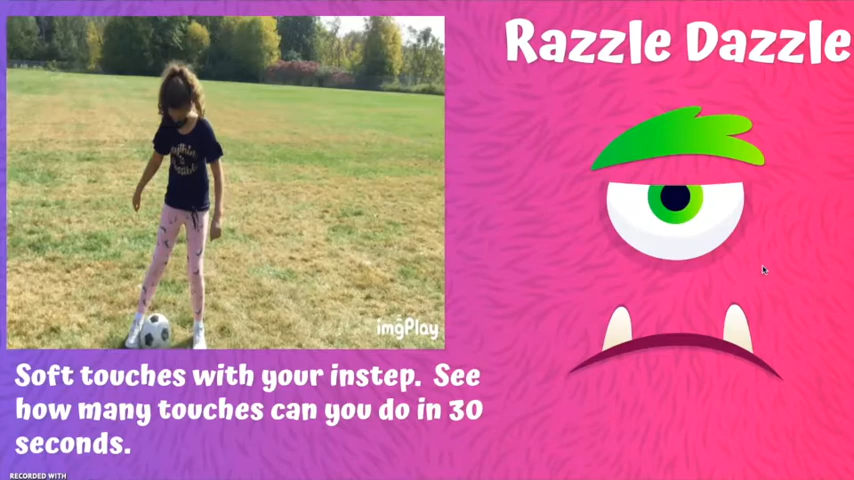 Razzle Dazzle
imgPlay
Soft touches with your instep. See
how many touches can you do in 30
seconds.
RECORDED WITH